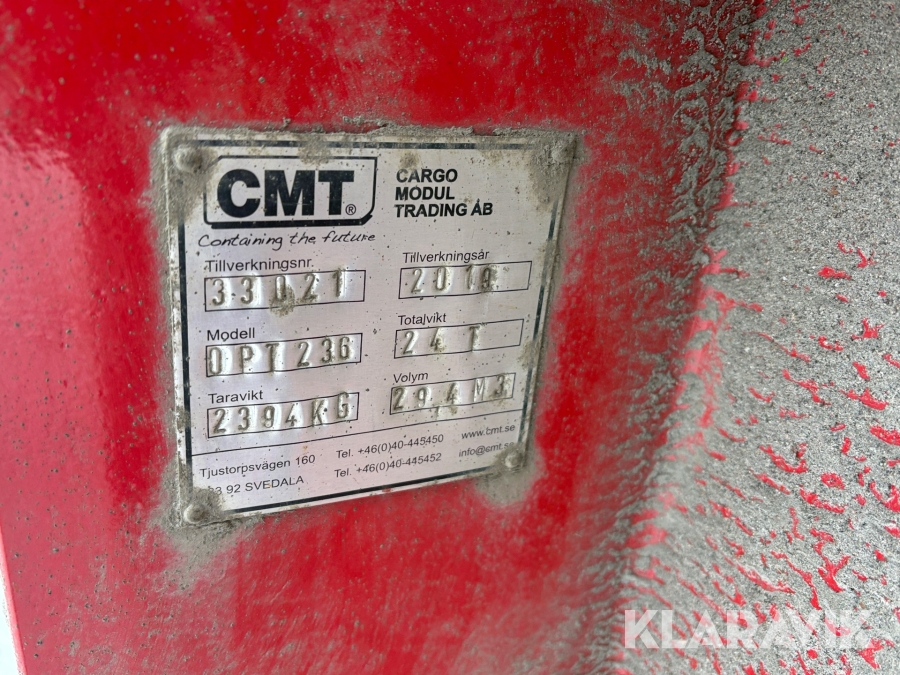 CMT®
CARGO
MODUL
TRADING AB
Containing the future
Tillverkningsnr.
33021
Tillverkningsår
2019
Modell
OPT 236
Totalvikt
24 T
Taravikt
2394KG
Volym
29.4M3
Tjustorpsvägen 160
Tel. +46(0)40-445450
www.cmt.se
92 SVEDALA
Tel. +46(0)40-445452
info@cmt.se
KLARAVIK